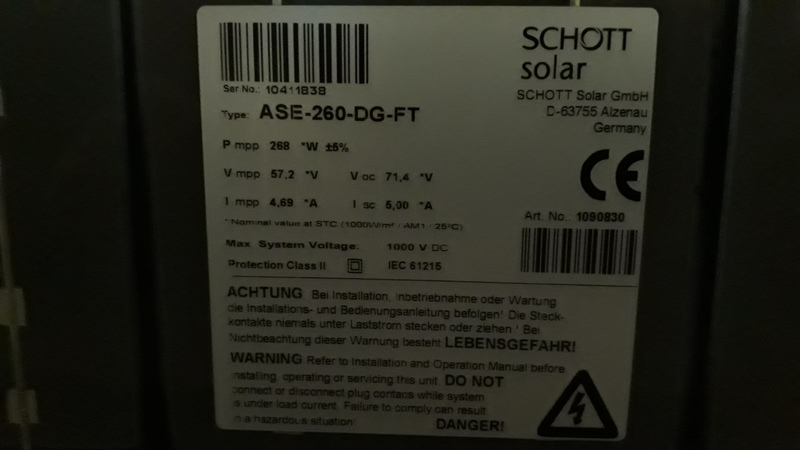 SCHOTT
solar
Ser No.: 10411838
SCHOTT Solar GmbH
D-63755 Alzenau
Germany
Type: ASE-260-DG-FT
P mpp 268 *W ±5%
V mpp 57,2 *V V oc 71,4 *V
I mpp 4,69 *A I sc 5,00 *A
CE
*Nominal value at STC (1000W/m² / AM1 / 25°C)
Art. No.: 1090830
Max. System Voltage: 1000 V DC
Protection Class II IEC 61215
ACHTUNG Bei Installation, Inbetriebnahme oder Wartung
die Installations- und Bedienungsanleitung befolgen! Die Steck-
kontakte niemals unter Laststrom stecken oder ziehen! Bei
Nichtbeachtung dieser Warnung besteht LEBENSGEFAHR!
WARNING Refer to Installation and Operation Manual before
installing, operating or servicing this unit. DO NOT
connect or disconnect plug contacs while system
is under load current. Failure to comply can result
in a hazardous situation! DANGER!